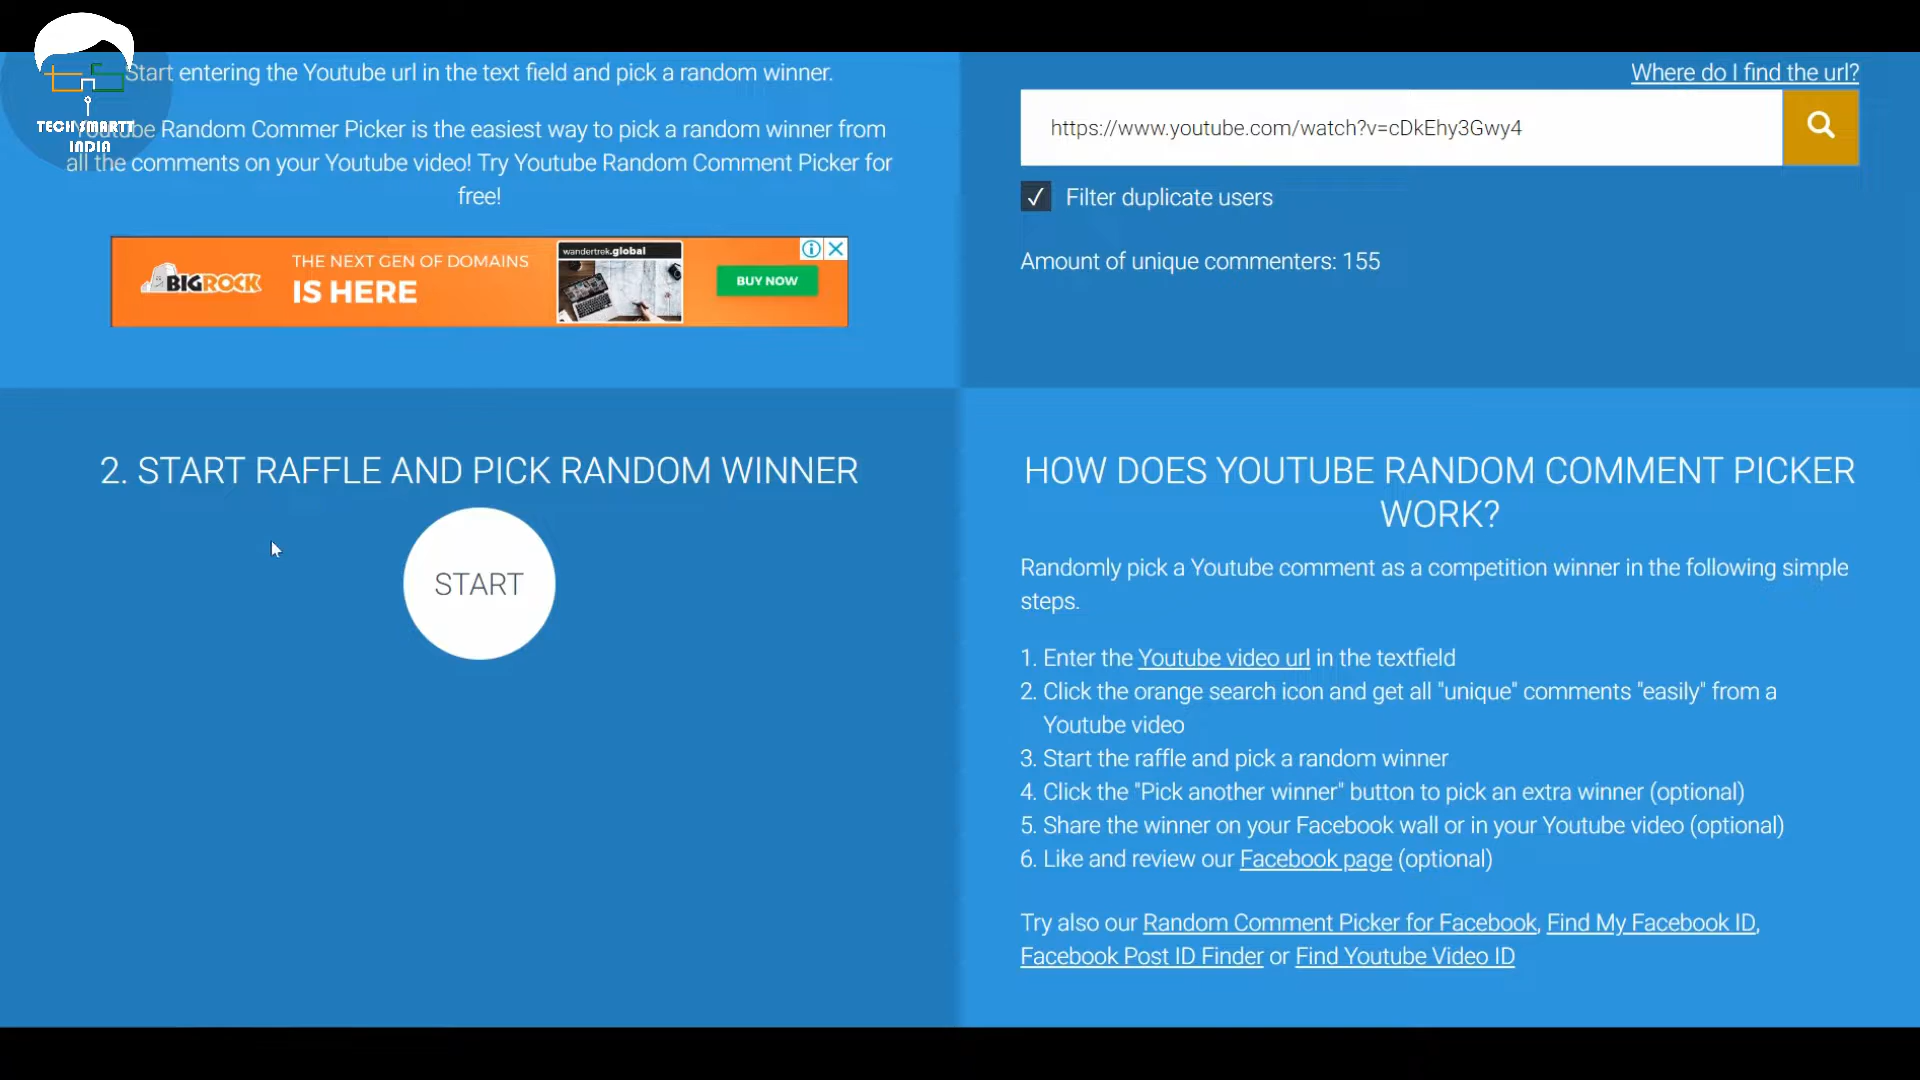 TECH SMARTT
INDIA
Start entering the Youtube url in the text field and pick a random winner.
Youtube Random Commer Picker is the easiest way to pick a random winner from
all the comments on your Youtube video! Try Youtube Random Comment Picker for
free!
BIGROCK
THE NEXT GEN OF DOMAINS
IS HERE
wandertrek.global
BUY NOW
Where do I find the url?
https://www.youtube.com/watch?v=cDkEhy3Gwy4
✓ Filter duplicate users
Amount of unique commenters: 155
2. START RAFFLE AND PICK RANDOM WINNER
START
HOW DOES YOUTUBE RANDOM COMMENT PICKER
WORK?
Randomly pick a Youtube comment as a competition winner in the following simple
steps.
1. Enter the Youtube video url in the textfield
2. Click the orange search icon and get all "unique" comments "easily" from a
Youtube video
3. Start the raffle and pick a random winner
4. Click the "Pick another winner" button to pick an extra winner (optional)
5. Share the winner on your Facebook wall or in your Youtube video (optional)
6. Like and review our Facebook page (optional)
Try also our Random Comment Picker for Facebook, Find My Facebook ID,
Facebook Post ID Finder or Find Youtube Video ID